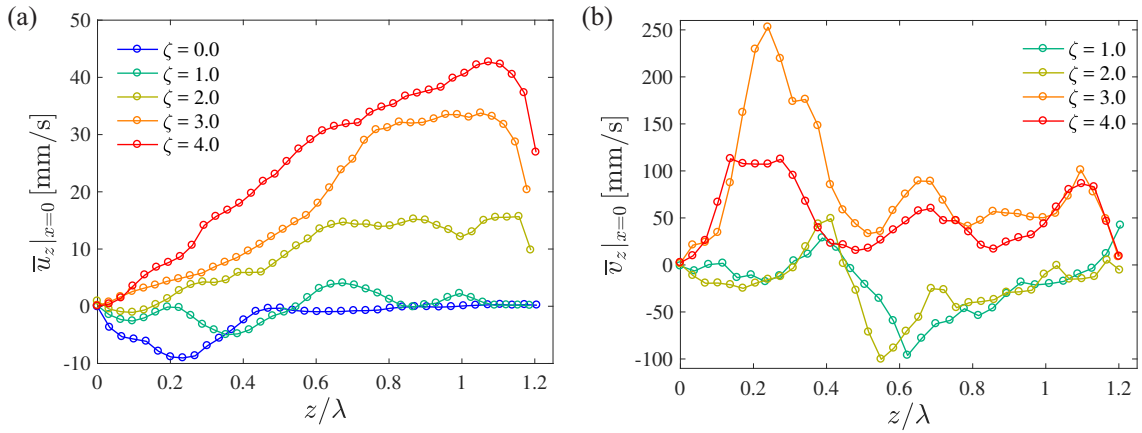 (a)
50
40
30
20
10
0
-10
ζ = 0.0
ζ = 1.0
ζ = 2.0
ζ = 3.0
ζ = 4.0
u̅_z|_{x=0} [mm/s]
0 0.2 0.4 0.6 0.8 1 1.2
z/λ
(b)
250
200
150
100
50
0
-50
-100
ζ = 1.0
ζ = 2.0
ζ = 3.0
ζ = 4.0
v̅_z|_{x=0} [mm/s]
0 0.2 0.4 0.6 0.8 1 1.2
z/λ